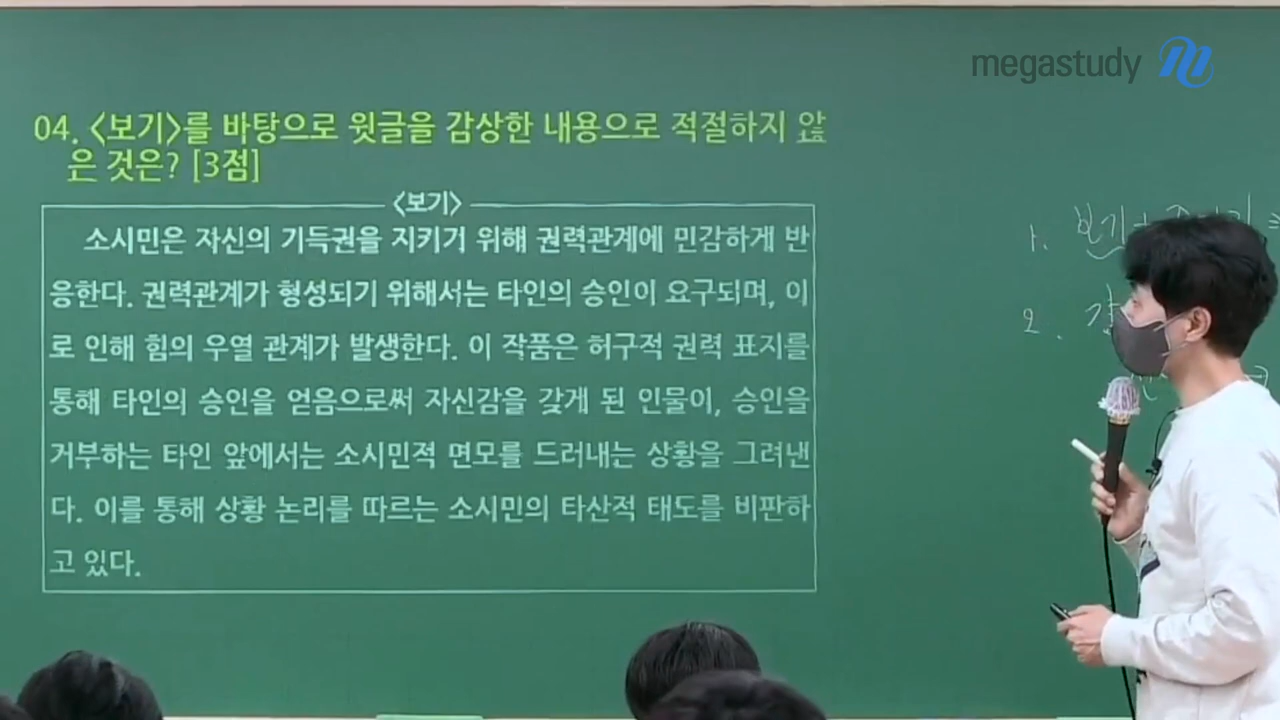 megastudy
04. <보기>를 바탕으로 윗글을 감상한 내용으로 적절하지 않
은 것은? [3점]
<보기>
소시민은 자신의 기득권을 지키기 위해 권력관계에 민감하게 반
응한다. 권력관계가 형성되기 위해서는 타인의 승인이 요구되며, 이
로 인해 힘의 우열 관계가 발생한다. 이 작품은 허구적 권력 표지를
통해 타인의 승인을 얻음으로써 자신감을 갖게 된 인물이, 승인을
거부하는 타인 앞에서는 소시민적 면모를 드러내는 상황을 그려낸
다. 이를 통해 상황 논리를 따르는 소시민의 타산적 태도를 비판하
고 있다.
1.
2.